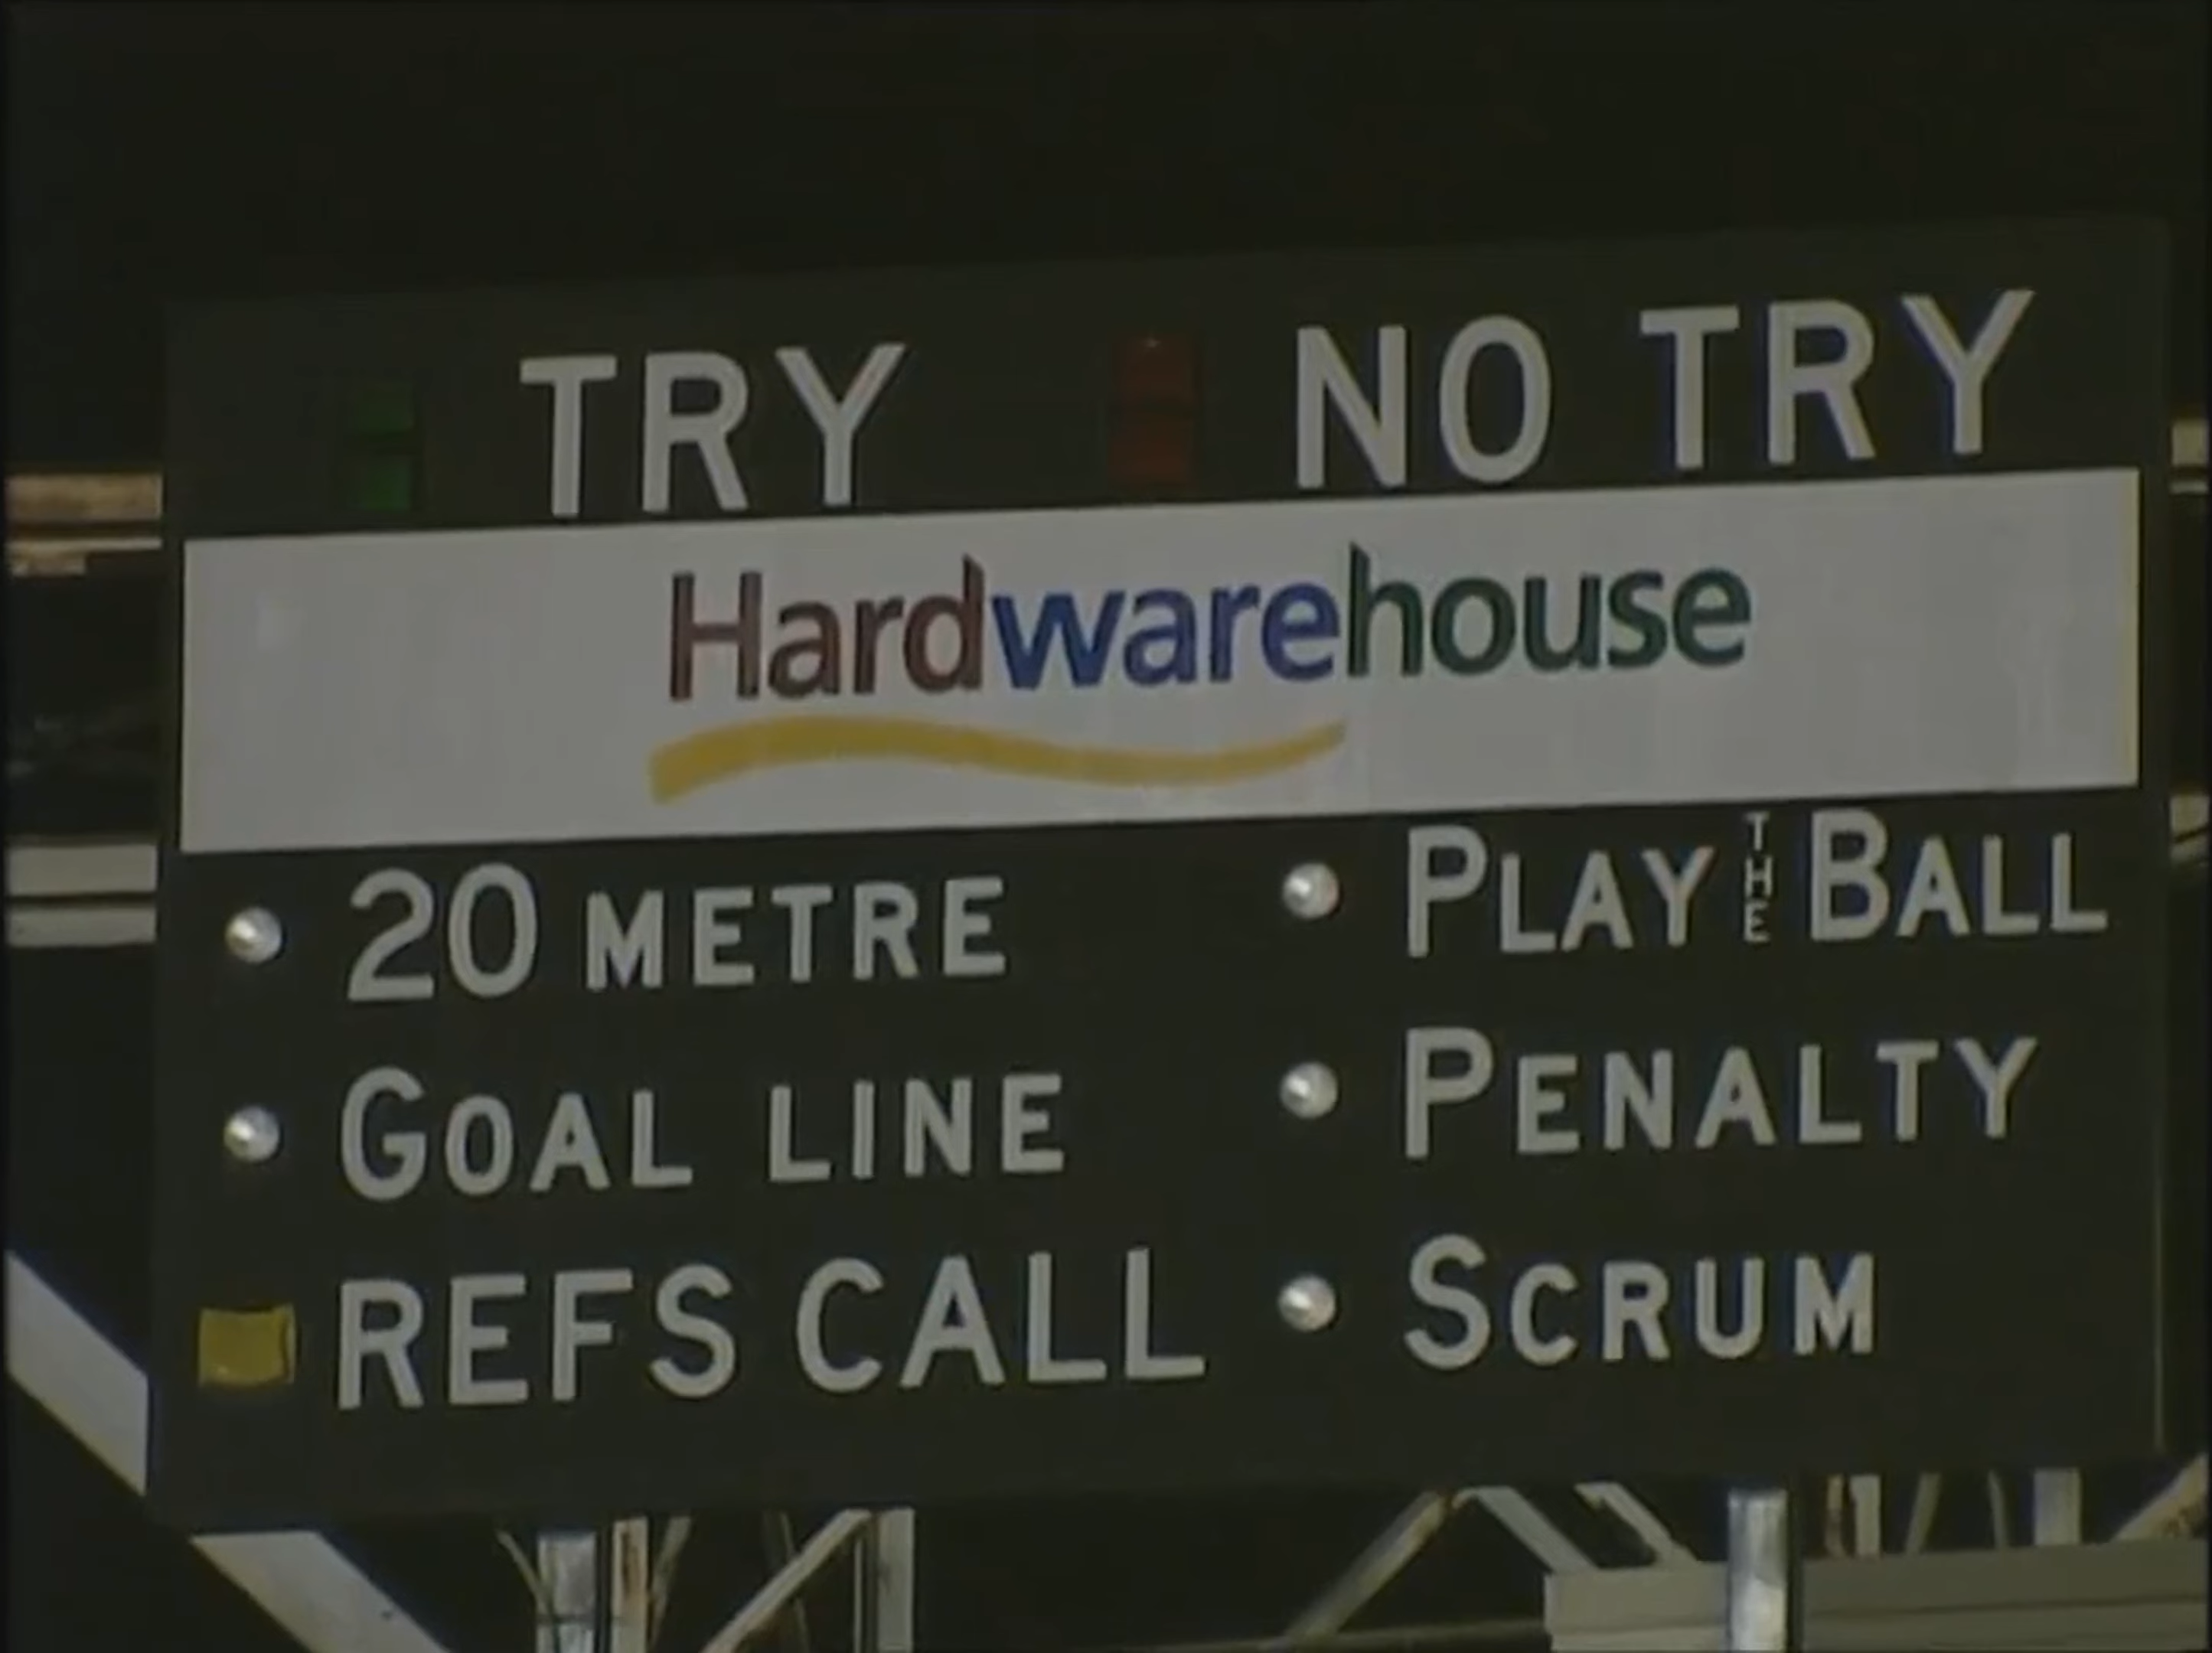 TRY NO TRY
Hardwarehouse
20 METRE PLAY THE BALL
GOAL LINE PENALTY
REFS CALL SCRUM